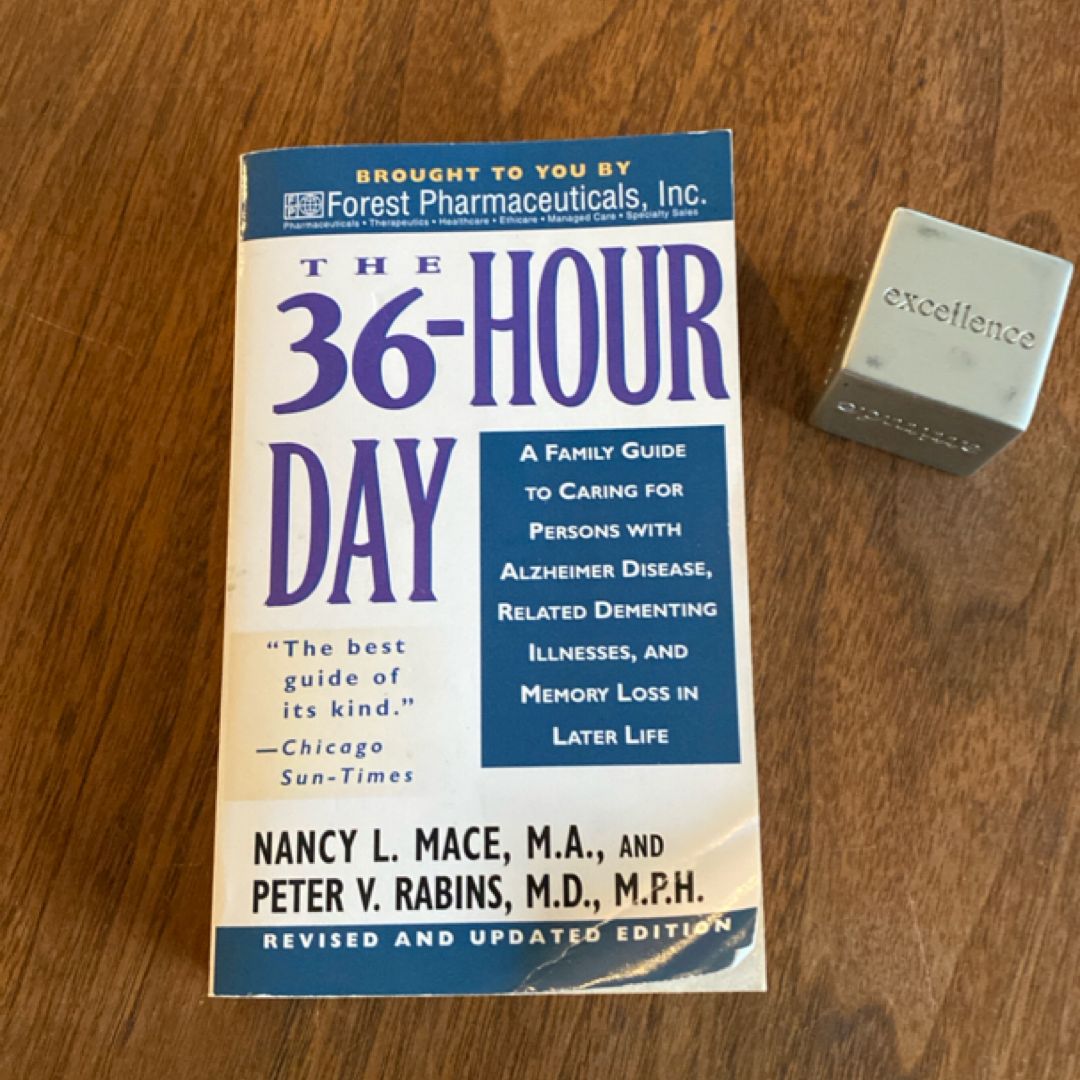 BROUGHT TO YOU BY
Forest Pharmaceuticals, Inc.
Pharmaceuticals • Therapeutics • Healthcare • Ethicare • Managed Care • Specialty Sales
THE
36-HOUR
DAY
A FAMILY GUIDE
TO CARING FOR
PERSONS WITH
ALZHEIMER DISEASE,
RELATED DEMENTING
ILLNESSES, AND
MEMORY LOSS IN
LATER LIFE
“The best
guide of
its kind.”
—Chicago
Sun-Times
NANCY L. MACE, M.A., AND
PETER V. RABINS, M.D., M.P.H.
REVISED AND UPDATED EDITION
excellence